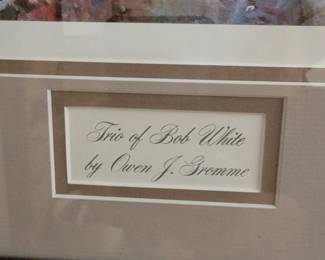 Trio of Bob White
by Owen J. Gromme